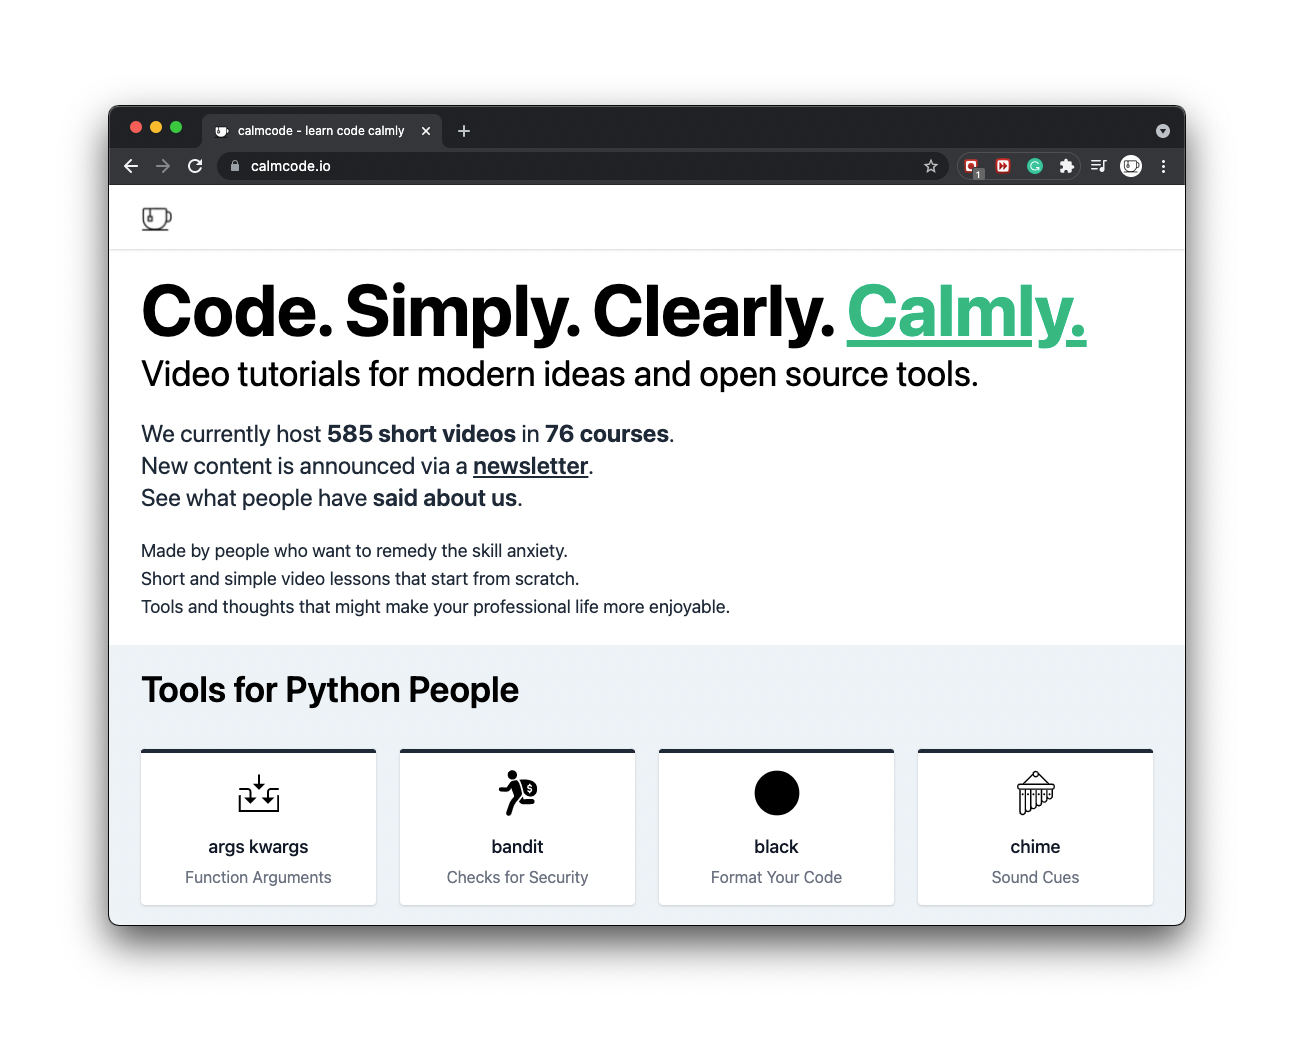 calmcode - learn code calmly
calmcode.io
1
Code. Simply. Clearly. Calmly.
Video tutorials for modern ideas and open source tools.
We currently host 585 short videos in 76 courses.
New content is announced via a newsletter.
See what people have said about us.
Made by people who want to remedy the skill anxiety.
Short and simple video lessons that start from scratch.
Tools and thoughts that might make your professional life more enjoyable.
Tools for Python People
$
args kwargs
Function Arguments
bandit
Checks for Security
black
Format Your Code
chime
Sound Cues